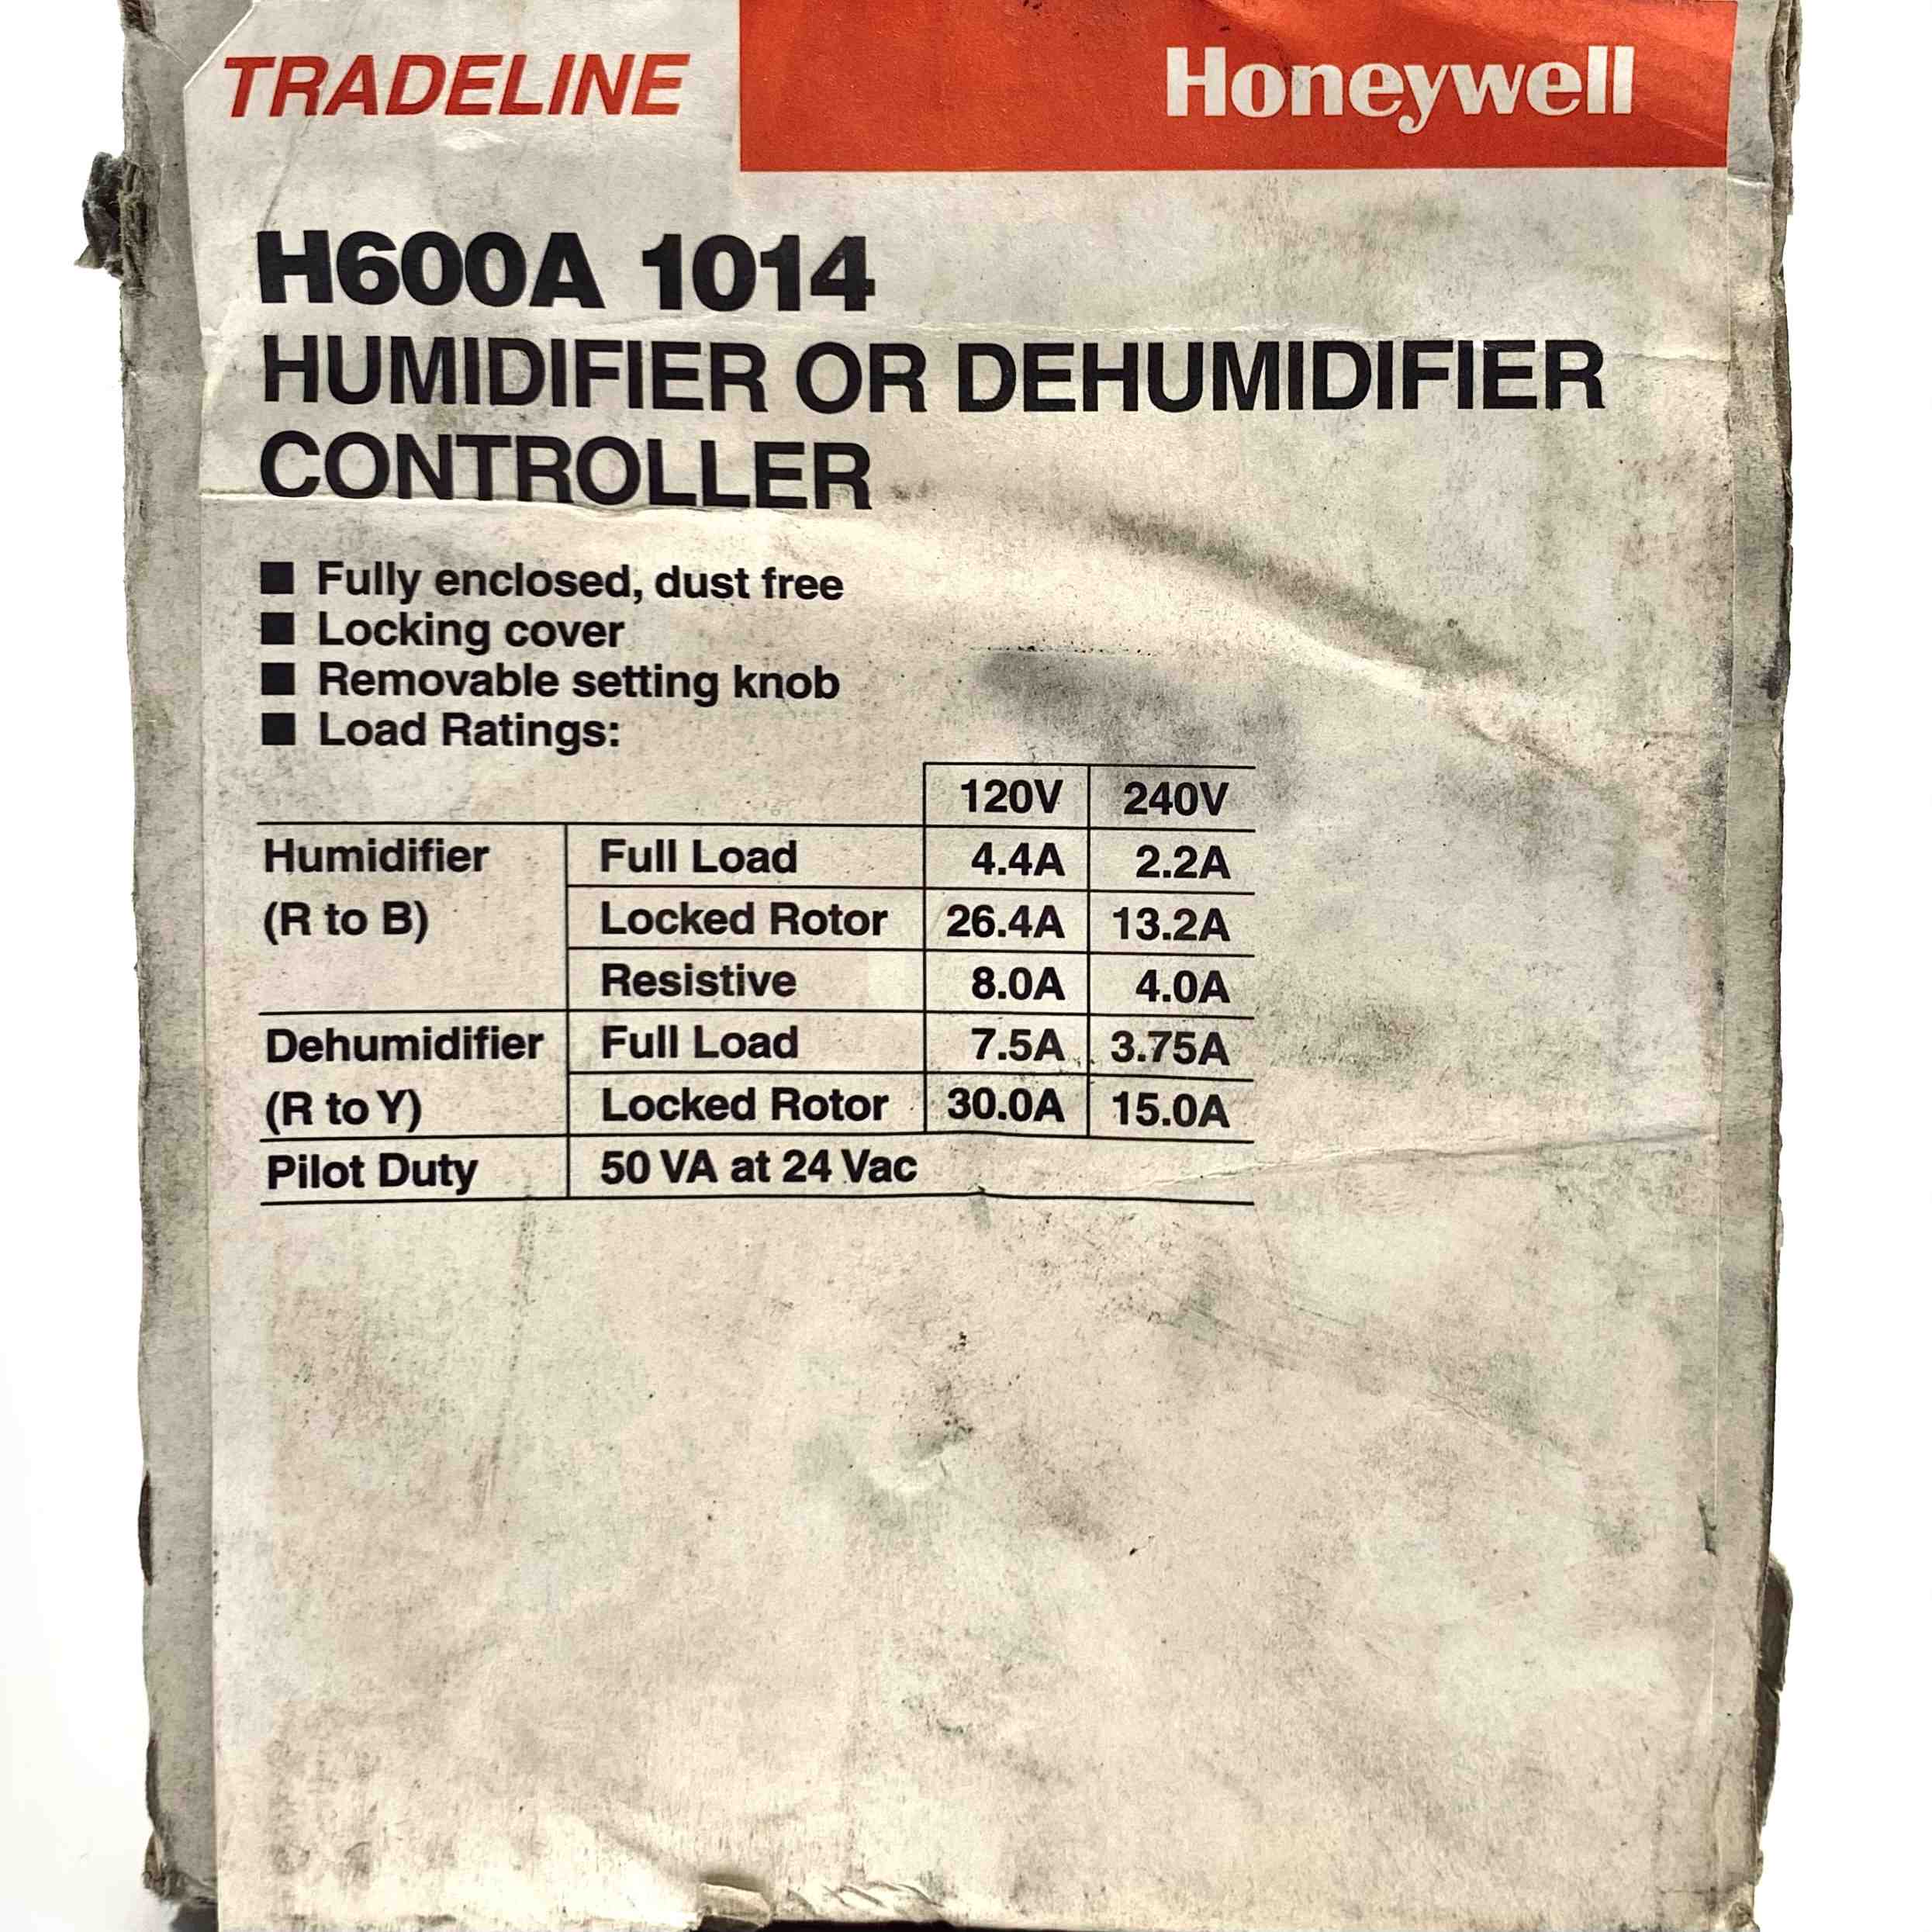 TRADELINE Honeywell
H600A 1014
HUMIDIFIER OR DEHUMIDIFIER
CONTROLLER
■ Fully enclosed, dust free
■ Locking cover
■ Removable setting knob
■ Load Ratings:
120V 240V
Humidifier Full Load 4.4A 2.2A
(R to B) Locked Rotor 26.4A 13.2A
Resistive 8.0A 4.0A
Dehumidifier Full Load 7.5A 3.75A
(R to Y) Locked Rotor 30.0A 15.0A
Pilot Duty 50 VA at 24 Vac